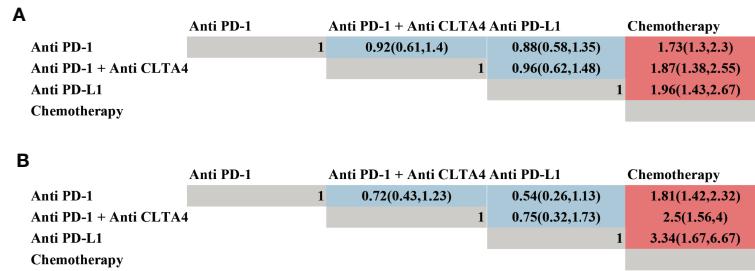 A
Anti PD-1 Anti PD-1 + Anti CLTA4 Anti PD-L1 Chemotherapy
Anti PD-1 1 0.92(0.61,1.4) 0.88(0.58,1.35) 1.73(1.3,2.3)
Anti PD-1 + Anti CLTA4 1 0.96(0.62,1.48) 1.87(1.38,2.55)
Anti PD-L1 1 1.96(1.43,2.67)
Chemotherapy
B
Anti PD-1 Anti PD-1 + Anti CLTA4 Anti PD-L1 Chemotherapy
Anti PD-1 1 0.72(0.43,1.23) 0.54(0.26,1.13) 1.81(1.42,2.32)
Anti PD-1 + Anti CLTA4 1 0.75(0.32,1.73) 2.5(1.56,4)
Anti PD-L1 1 3.34(1.67,6.67)
Chemotherapy